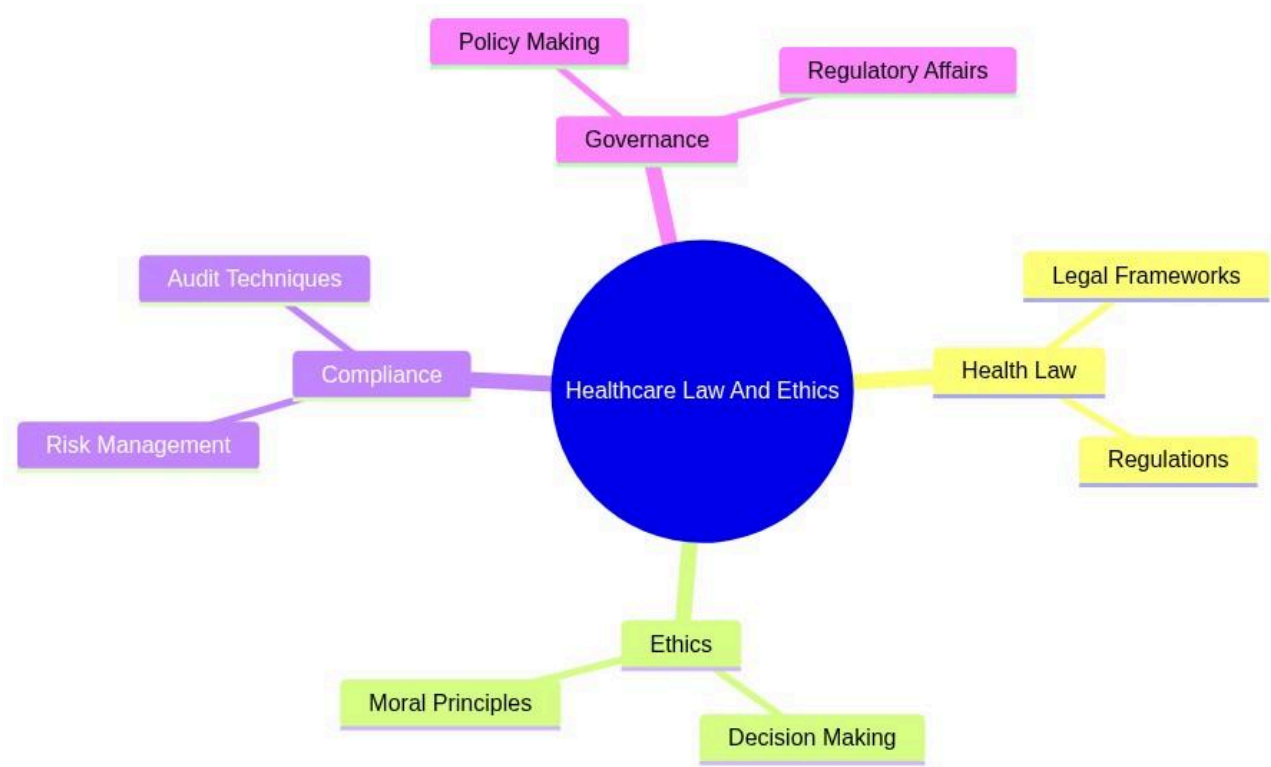 Policy Making
Regulatory Affairs
Governance
Audit Techniques
Legal Frameworks
Compliance
Healthcare Law And Ethics
Health Law
Risk Management
Regulations
Ethics
Moral Principles
Decision Making